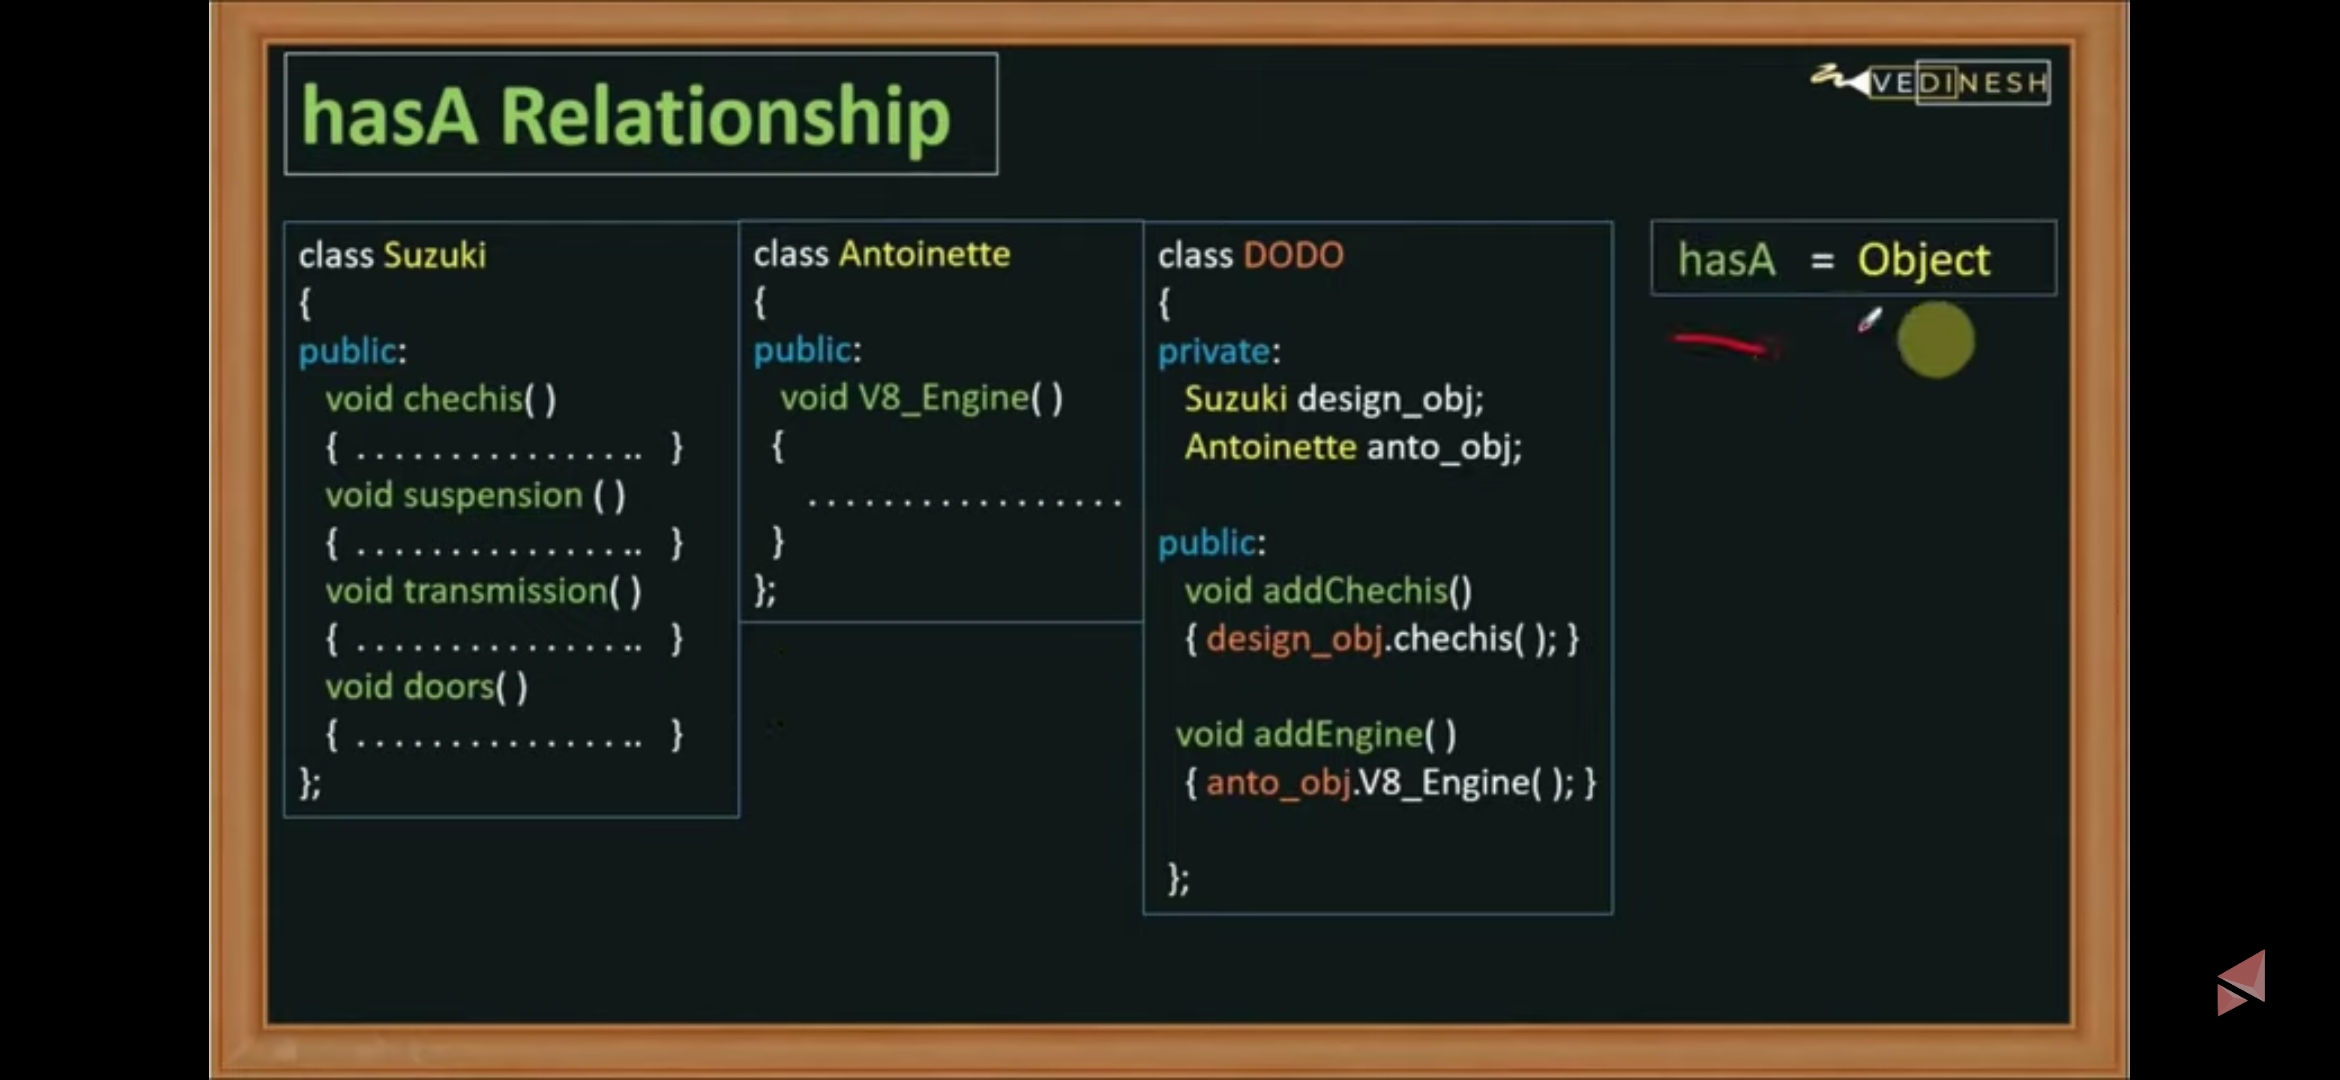 hasA Relationship
VEDINESH
class Suzuki
{
public:
void chechis( )
{ . . . . . . . . . . . . . . .. }
void suspension ( )
{ . . . . . . . . . . . . . . .. }
void transmission( )
{ . . . . . . . . . . . . . . .. }
void doors( )
{ . . . . . . . . . . . . . . .. }
};
class Antoinette
{
public:
void V8_Engine( )
{
. . . . . . . . . . . . . . . . .
}
};
class DODO
{
private:
Suzuki design_obj;
Antoinette anto_obj;
public:
void addChechis()
{ design_obj.chechis( ); }
void addEngine( )
{ anto_obj.V8_Engine( ); }
};
hasA = Object